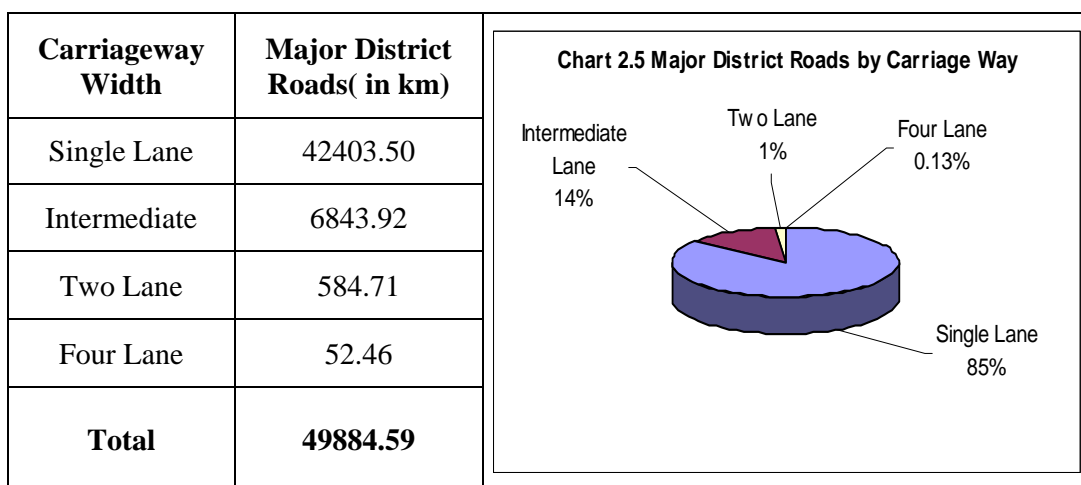 Carriageway
Width
Major District
Roads( in km)
Single Lane
42403.50
Intermediate
6843.92
Two Lane
584.71
Four Lane
52.46
Total
49884.59
Chart 2.5 Major District Roads by Carriage Way
Intermediate
Lane
14%
Tw o Lane
1%
Four Lane
0.13%
Single Lane
85%